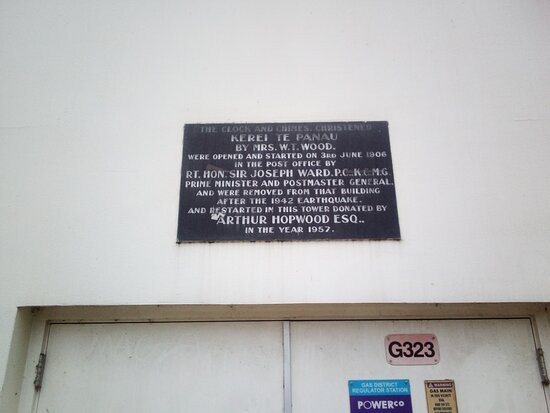 THE CLOCK AND CHIMES, CHRISTENED
KEREI TE PANAU
BY MRS. W.T. WOOD.
WERE OPENED AND STARTED ON 3RD JUNE 1906
IN THE POST OFFICE BY
RT. HON. SIR JOSEPH WARD, P.C., K.C.M.G
PRIME MINISTER AND POSTMASTER GENERAL,
AND WERE REMOVED FROM THAT BUILDING
AFTER THE 1942 EARTHQUAKE.
AND RESTARTED IN THIS TOWER DONATED BY
ARTHUR HOPWOOD ESQ.,
IN THE YEAR 1957.
G323
GAS DISTRICT
REGULATOR STATION
POWERCO
WARNING
GAS MAIN